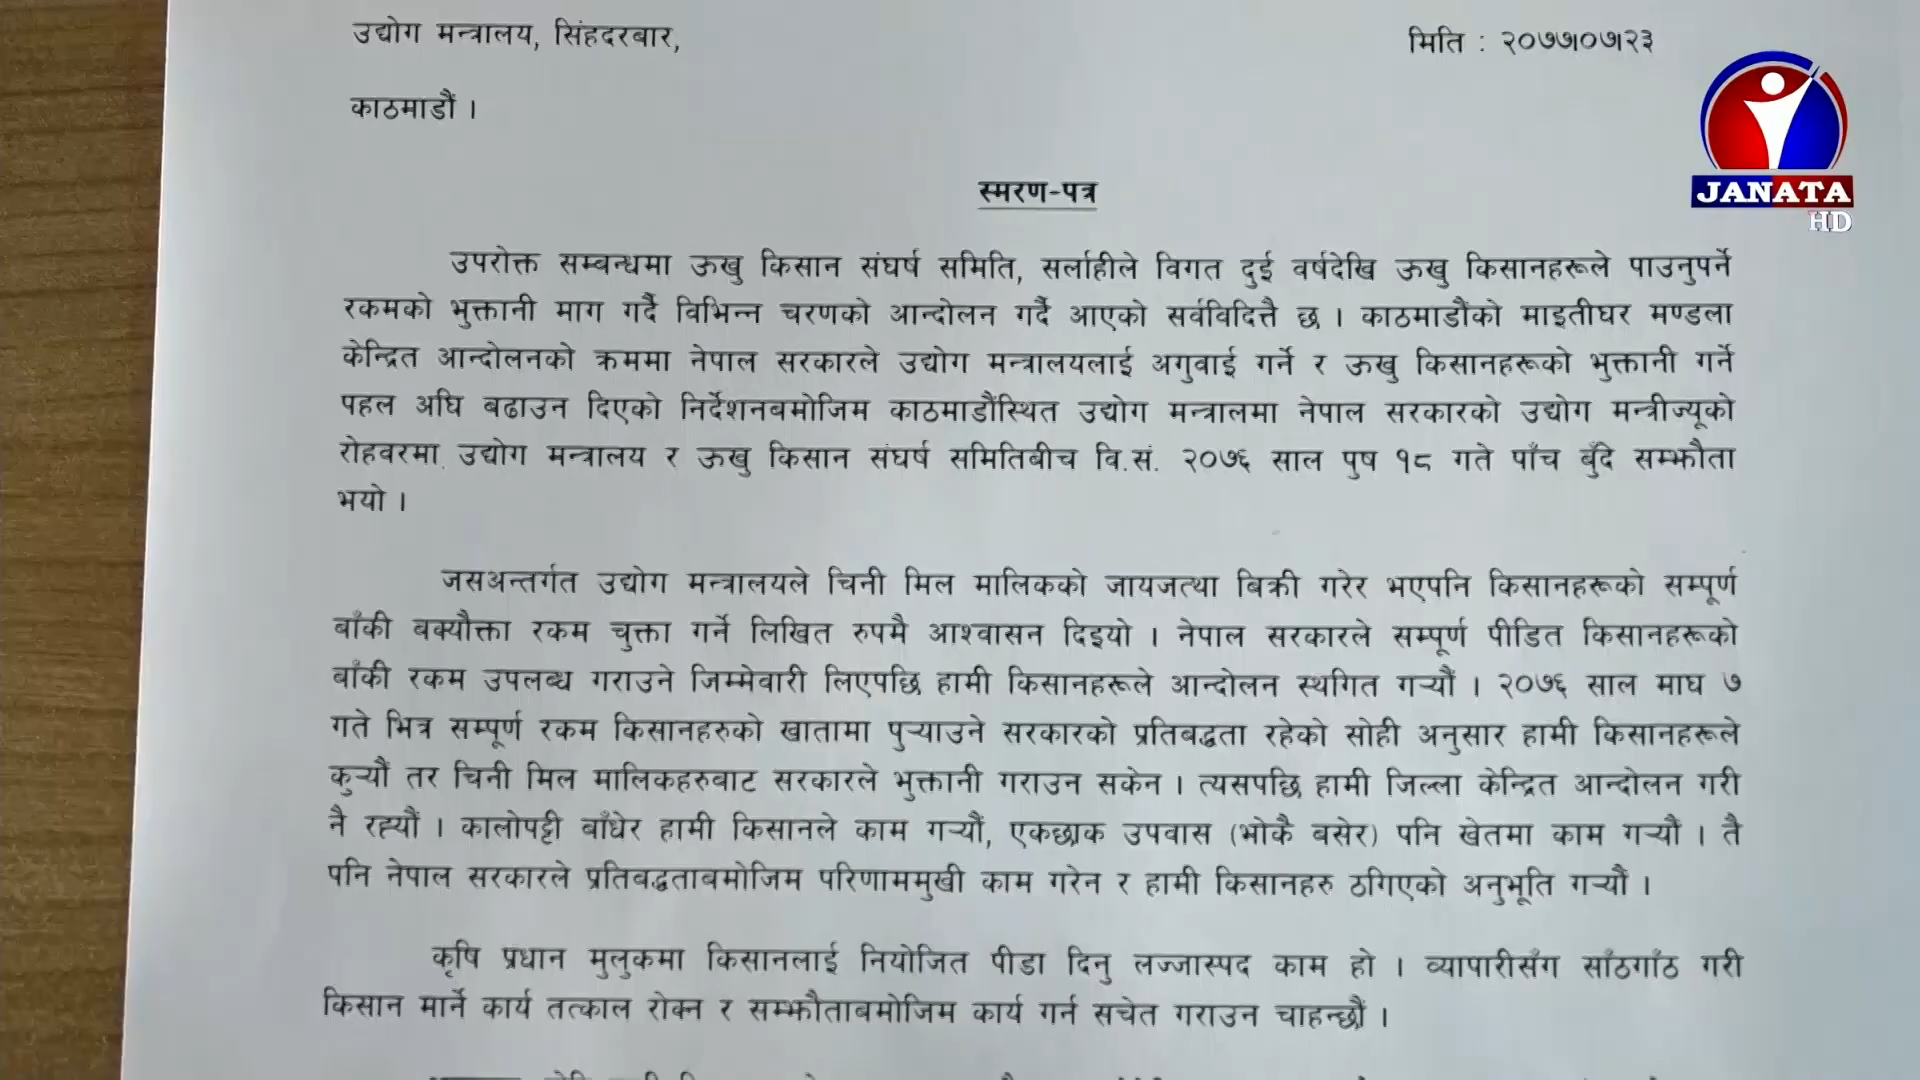 उद्योग मन्त्रालय, सिंहदरबार,
मिति : २०७७।०७।२३
काठमाडौं ।
JANATA
HD
स्मरण-पत्र
उपरोक्त सम्बन्धमा ऊखु किसान संघर्ष समिति, सर्लाहीले विगत दुई वर्षदेखि ऊखु किसानहरूले पाउनुपर्ने
रकमको भुक्तानी माग गर्दै विभिन्न चरणको आन्दोलन गर्दै आएको सर्वविदितै छ । काठमाडौंको माइतीघर मण्डला
केन्द्रित आन्दोलनको क्रममा नेपाल सरकारले उद्योग मन्त्रालयलाई अगुवाई गर्ने र ऊखु किसानहरूको भुक्तानी गर्ने
पहल अघि बढाउन दिएको निर्देशनबमोजिम काठमाडौंस्थित उद्योग मन्त्रालमा नेपाल सरकारको उद्योग मन्त्रीज्यूको
रोहवरमा उद्योग मन्त्रालय र ऊखु किसान संघर्ष समितिबीच वि.सं. २०७६ साल पुष १८ गते पाँच बुँदे सम्झौता
भयो ।
जसअन्तर्गत उद्योग मन्त्रालयले चिनी मिल मालिकको जायजत्था बिक्री गरेर भएपनि किसानहरूको सम्पूर्ण
बाँकी बक्यौक्ता रकम चुक्ता गर्ने लिखित रुपमै आश्वासन दिइयो । नेपाल सरकारले सम्पूर्ण पीडित किसानहरूको
बाँकी रकम उपलब्ध गराउने जिम्मेवारी लिएपछि हामी किसानहरूले आन्दोलन स्थगित गर्‍यौं । २०७६ साल माघ ७
गते भित्र सम्पूर्ण रकम किसानहरुको खातामा पुर्‍याउने सरकारको प्रतिबद्धता रहेको सोही अनुसार हामी किसानहरूले
कुर्‍यौं तर चिनी मिल मालिकहरुबाट सरकारले भुक्तानी गराउन सकेन । त्यसपछि हामी जिल्ला केन्द्रित आन्दोलन गरी
नै रह्यौं । कालोपट्टी बाँधेर हामी किसानले काम गर्‍यौं, एकछाक उपवास (भोकै बसेर) पनि खेतमा काम गर्‍यौं । तै
पनि नेपाल सरकारले प्रतिबद्धताबमोजिम परिणाममुखी काम गरेन र हामी किसानहरु ठगिएको अनुभूति गर्‍यौं ।
कृषि प्रधान मुलुकमा किसानलाई नियोजित पीडा दिनु लज्जास्पद काम हो । व्यापारीसँग साँठगाँठ गरी
किसान मार्ने कार्य तत्काल रोक्न र सम्झौताबमोजिम कार्य गर्न सचेत गराउन चाहन्छौं ।